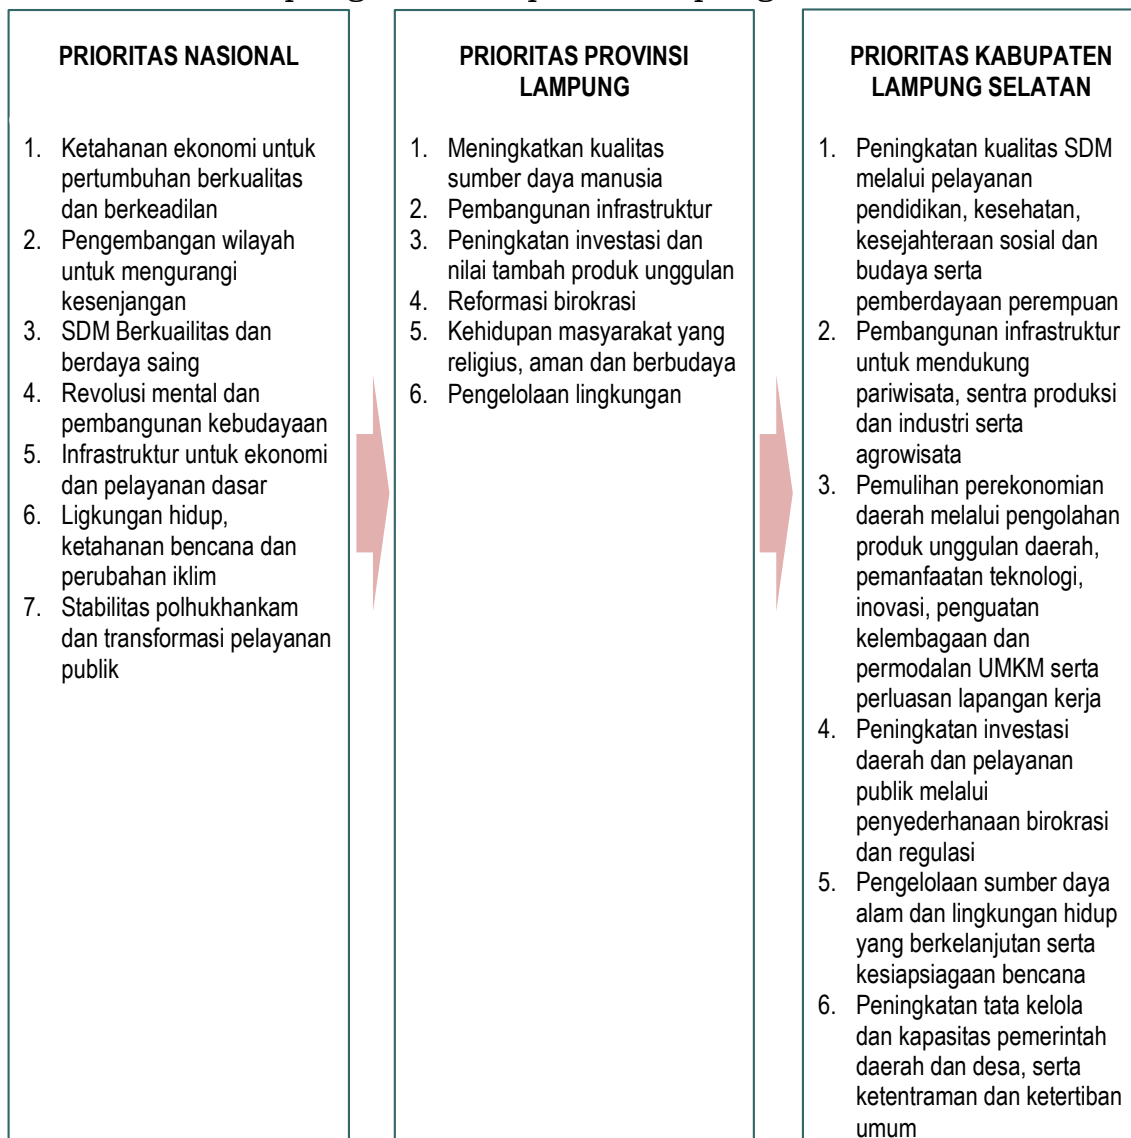 PRIORITAS NASIONAL
1. Ketahanan ekonomi untuk
pertumbuhan berkualitas
dan berkeadilan
2. Pengembangan wilayah
untuk mengurangi
kesenjangan
3. SDM Berkuailitas dan
berdaya saing
4. Revolusi mental dan
pembangunan kebudayaan
5. Infrastruktur untuk ekonomi
dan pelayanan dasar
6. Ligkungan hidup,
ketahanan bencana dan
perubahan iklim
7. Stabilitas polhukhankam
dan transformasi pelayanan
publik
PRIORITAS PROVINSI
LAMPUNG
1. Meningkatkan kualitas
sumber daya manusia
2. Pembangunan infrastruktur
3. Peningkatan investasi dan
nilai tambah produk unggulan
4. Reformasi birokrasi
5. Kehidupan masyarakat yang
religius, aman dan berbudaya
6. Pengelolaan lingkungan
PRIORITAS KABUPATEN
LAMPUNG SELATAN
1. Peningkatan kualitas SDM
melalui pelayanan
pendidikan, kesehatan,
kesejahteraan sosial dan
budaya serta
pemberdayaan perempuan
2. Pembangunan infrastruktur
untuk mendukung
pariwisata, sentra produksi
dan industri serta
agrowisata
3. Pemulihan perekonomian
daerah melalui pengolahan
produk unggulan daerah,
pemanfaatan teknologi,
inovasi, penguatan
kelembagaan dan
permodalan UMKM serta
perluasan lapangan kerja
4. Peningkatan investasi
daerah dan pelayanan
publik melalui
penyederhanaan birokrasi
dan regulasi
5. Pengelolaan sumber daya
alam dan lingkungan hidup
yang berkelanjutan serta
kesiapsiagaan bencana
6. Peningkatan tata kelola
dan kapasitas pemerintah
daerah dan desa, serta
ketentraman dan ketertiban
umum